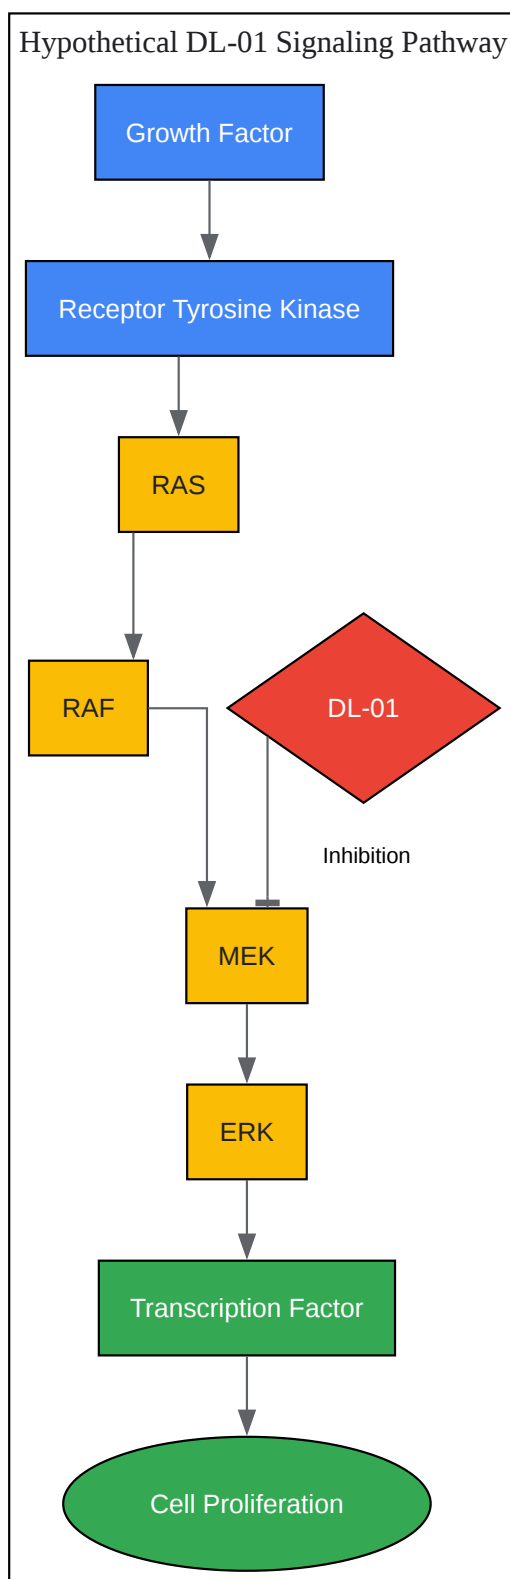 Hypothetical DL-01 Signaling Pathway
Growth Factor
Receptor Tyrosine Kinase
RAS
RAF
DL-01
Inhibition
MEK
ERK
Transcription Factor
Cell Proliferation